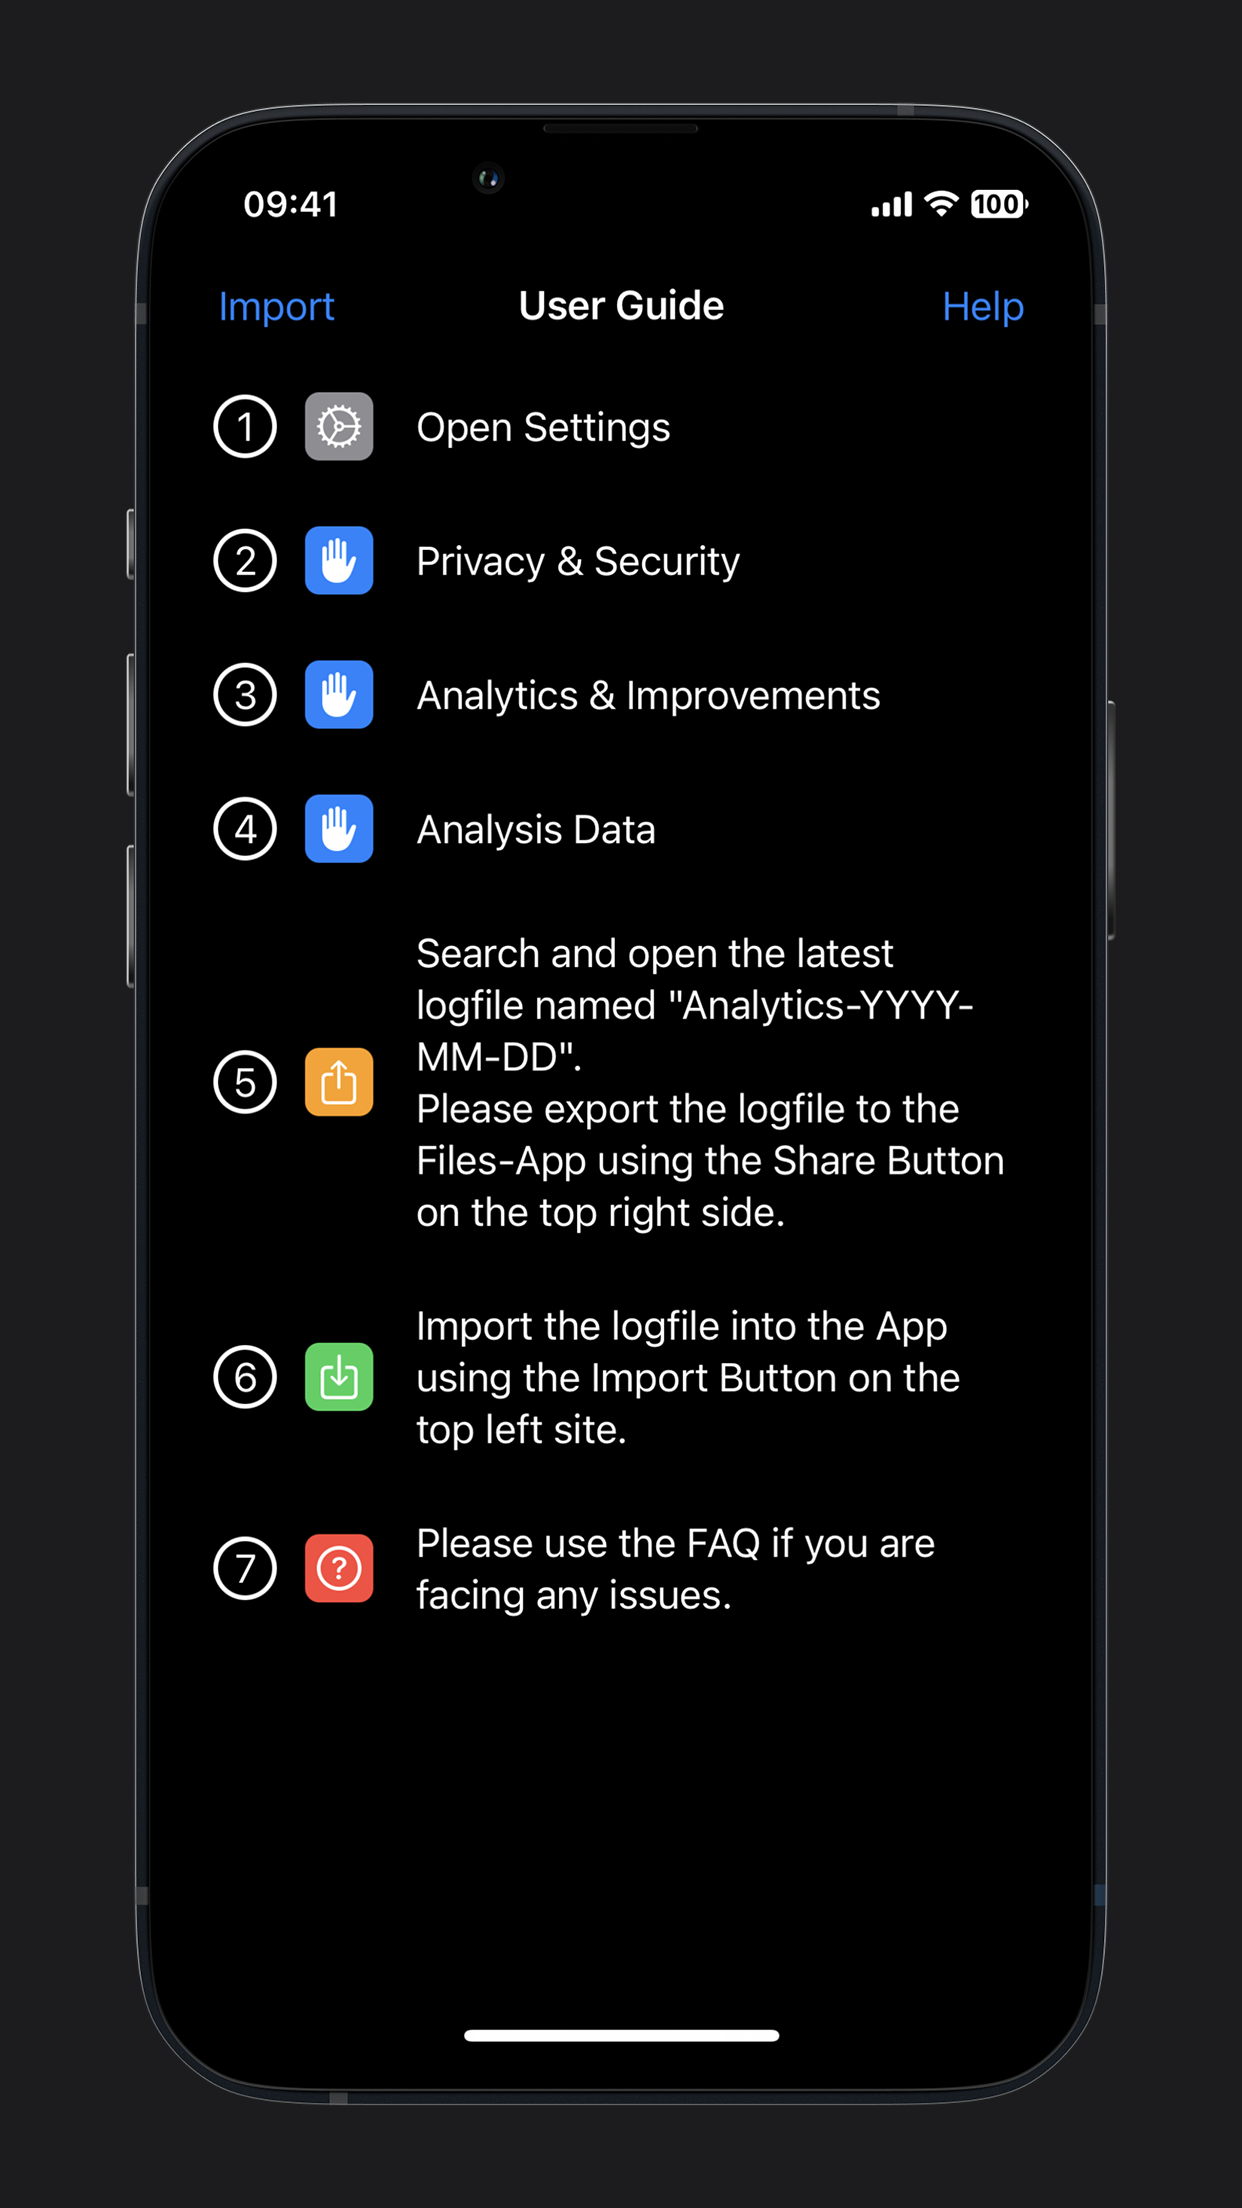 09:41
100
Import
User Guide
Help
1
Open Settings
2
Privacy & Security
3
Analytics & Improvements
4
Analysis Data
5
Search and open the latest
logfile named "Analytics-YYYY-
MM-DD".
Please export the logfile to the
Files-App using the Share Button
on the top right side.
6
Import the logfile into the App
using the Import Button on the
top left site.
7
?
Please use the FAQ if you are
facing any issues.